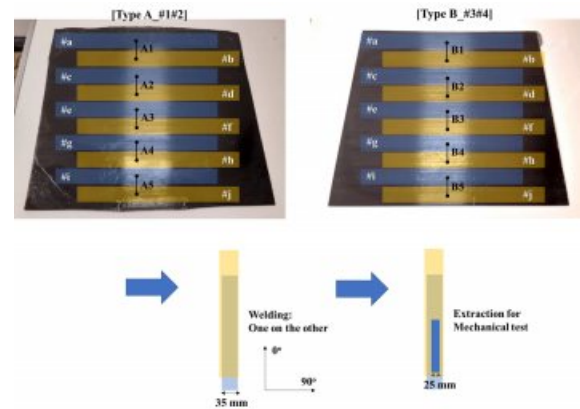 [Type A_#1#2]
[Type B_#3#4]
#a
A1
#b
#c
A2
#d
#e
A3
#f
#g
A4
#h
#i
A5
#j
#a
B1
#b
#c
B2
#d
#e
B3
#f
#g
B4
#h
#i
B5
#j
Welding:
One on the other
0°
90°
35 mm
Extraction for
Mechanical test
25 mm